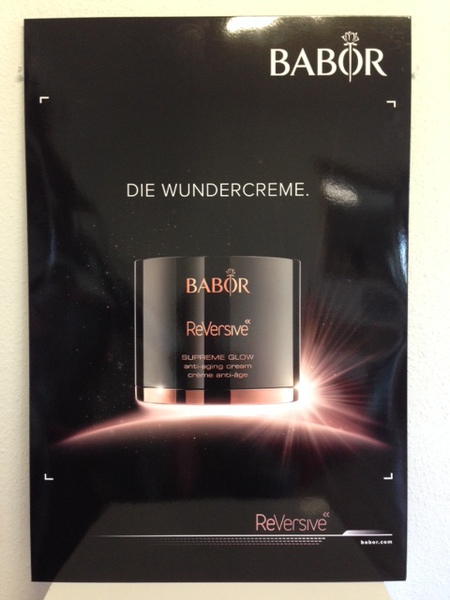 BABOR
DIE WUNDERCREME.
BABOR
ReVersive«
SUPREME GLOW
anti-aging cream
crème anti-âge
ReVersive«
babor.com